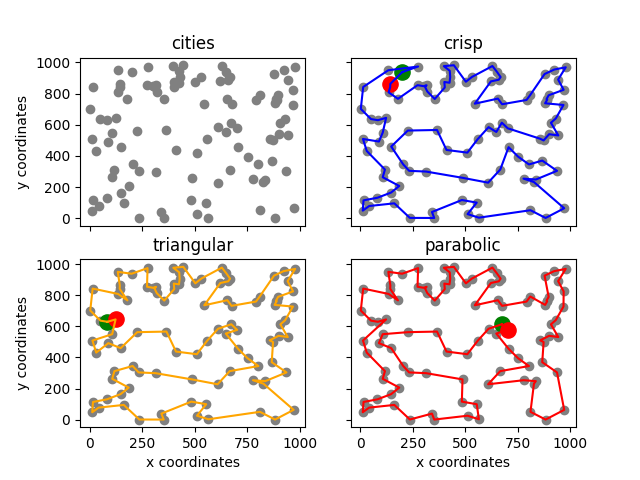 cities
crisp
1000
800
600
400
200
0
y coordinates
triangular
parabolic
1000
800
600
400
200
0
y coordinates
0 250 500 750 1000
0 250 500 750 1000
x coordinates
x coordinates